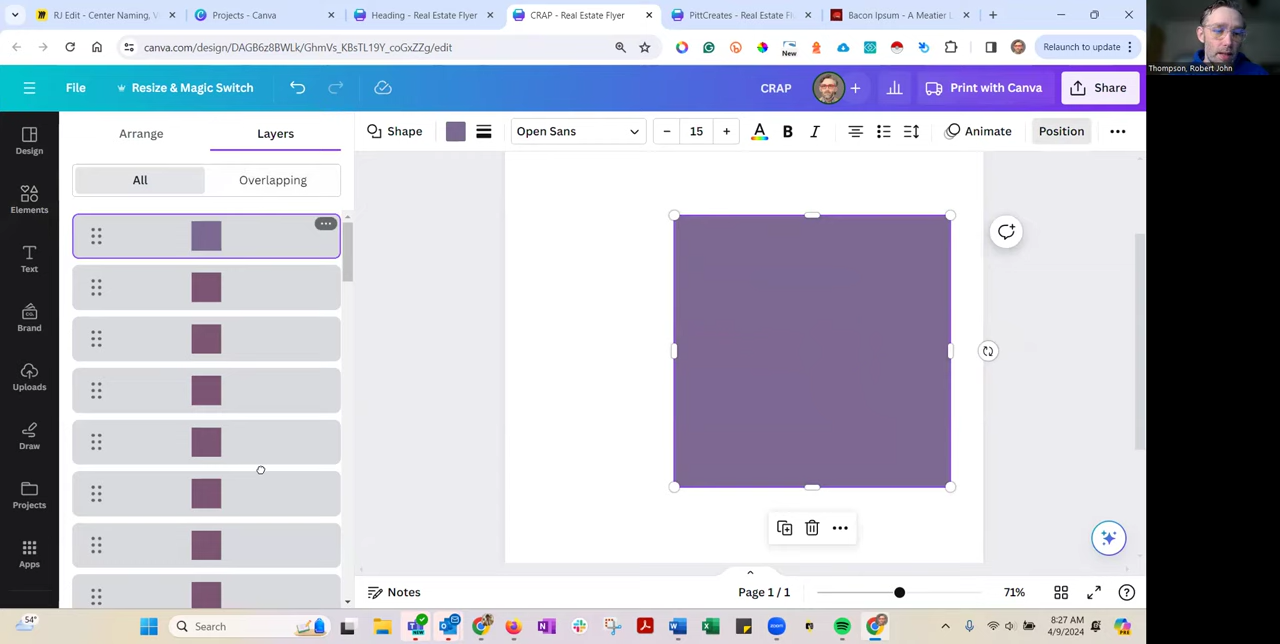 RJ Edit - Center Naming, V
Projects - Canva
Heading - Real Estate Flyer
CRAP - Real Estate Flyer
PittCreates - Real Estate Fl
Bacon Ipsum - A Meatier L
canva.com/design/DAGB6z8BWLk/GhmVs_KBsTL19Y_coGxZZg/edit
New
Relaunch to update
Thompson, Robert John
File
Resize & Magic Switch
CRAP
Print with Canva
Share
Design
Elements
Text
Brand
Uploads
Draw
Projects
Apps
Arrange
Layers
All
Overlapping
Shape
Open Sans
15
A
B
I
Animate
Position
Notes
Page 1 / 1
71%
54°
Search
8:27 AM
4/9/2024